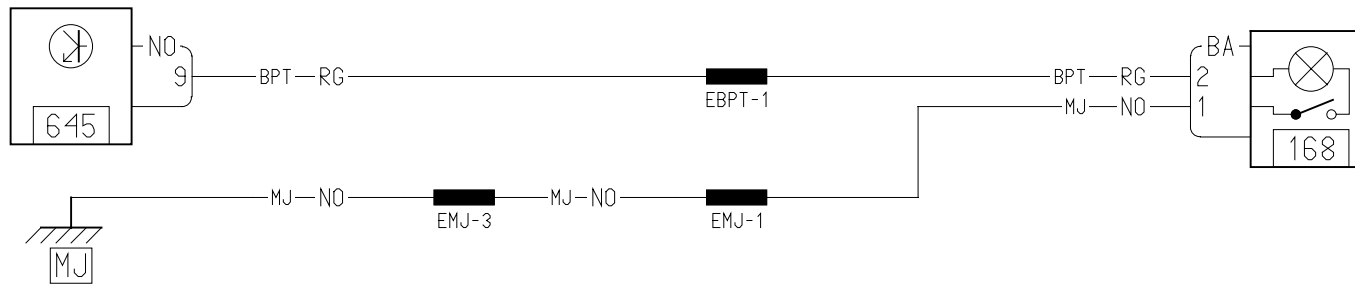 NO BA
9 BPT RG EBPT-1 BPT RG 2
MJ NO 1
645 168
MJ NO EMJ-3 MJ NO EMJ-1
MJ